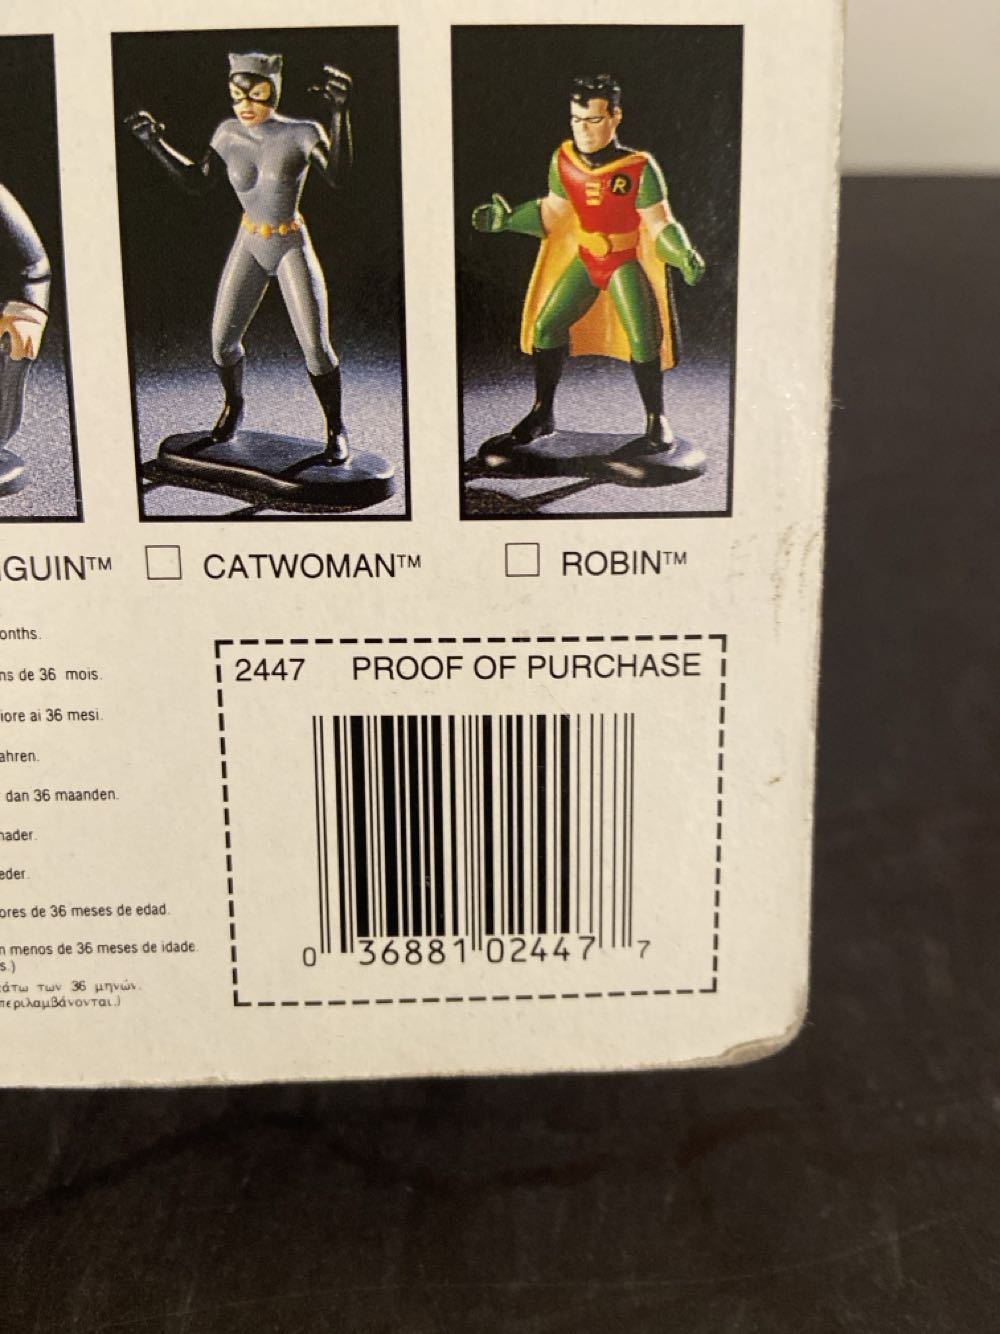 R
GUIN™ CATWOMAN™ ROBIN™
onths.
ns de 36 mois.
iore ai 36 mesi.
ahren.
dan 36 maanden.
nader.
eder.
ores de 36 meses de edad.
n menos de 36 meses de idade.
s.)
άτω των 36 μηνών.
περιλαμβάνονται.)
2447 PROOF OF PURCHASE
0 36881 02447 7